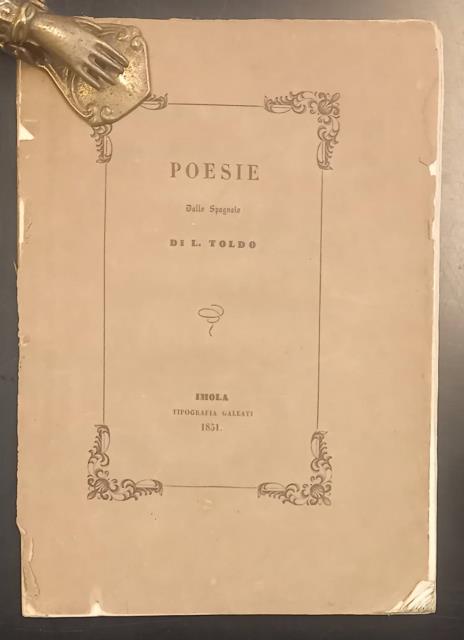 POESIE
Dallo Spagnolo
DI L. TOLDO
IMOLA
TIPOGRAFIA GALEATI
1851.